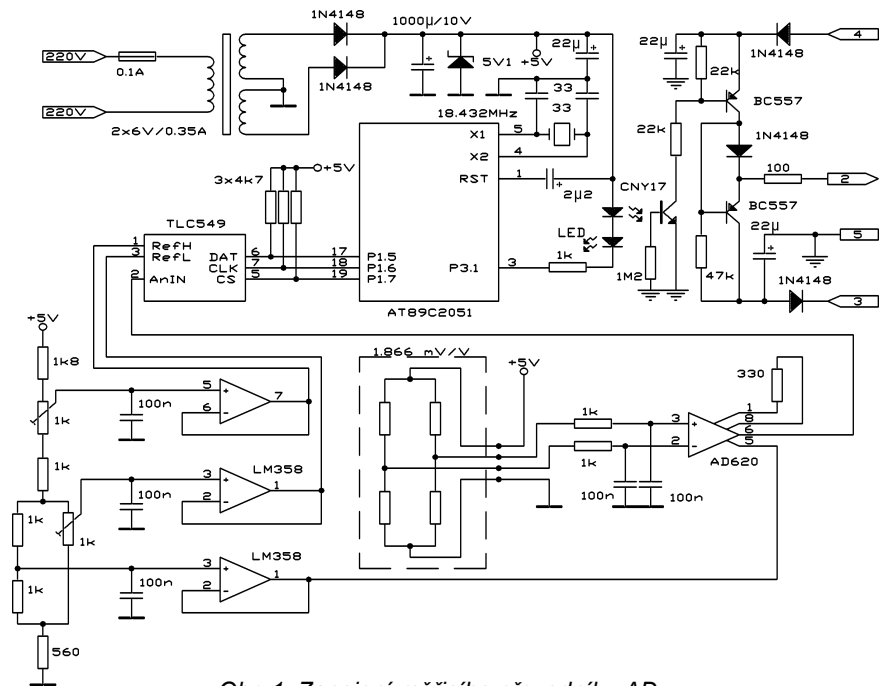 1N4148
1000µ/10V
220V
0.1A
220V
2x6V/0.35A
1N4148
5V1
22µ
+5V
33
33
18.432MHz
X1 5
X2 4
RST 1
2µ2
P3.1 3
1k
LED
CNY17
1M2
22µ
22k
22k
1N4148
4
BC557
1N4148
100
2
BC557
22µ
5
47k
1N4148
3
3x4k7
+5V
TLC549
1 RefH
3 RefL
2 AnIN
DAT 6
CLK 7
CS 5
17 P1.5
18 P1.6
19 P1.7
AT89C2051
+5V
1k8
1k
1k
1k
1k
1k
560
100n
5 +
6 -
7
LM358
100n
3 +
2 -
1
LM358
100n
3 +
2 -
1
1.866 mV/V
+5V
1k
1k
100n
100n
330
3 +
2 -
1
8
6
5
AD620